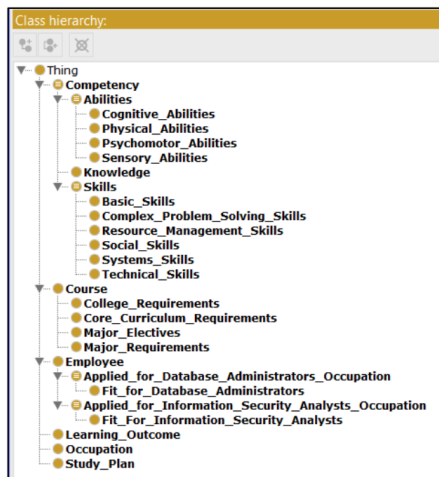 Class hierarchy:
Thing
Competency
Abilities
Cognitive_Abilities
Physical_Abilities
Psychomotor_Abilities
Sensory_Abilities
Knowledge
Skills
Basic_Skills
Complex_Problem_Solving_Skills
Resource_Management_Skills
Social_Skills
Systems_Skills
Technical_Skills
Course
College_Requirements
Core_Curriculum_Requirements
Major_Electives
Major_Requirements
Employee
Applied_for_Database_Administrators_Occupation
Fit_for_Database_Administrators
Applied_for_Information_Security_Analysts_Occupation
Fit_For_Information_Security_Analysts
Learning_Outcome
Occupation
Study_Plan